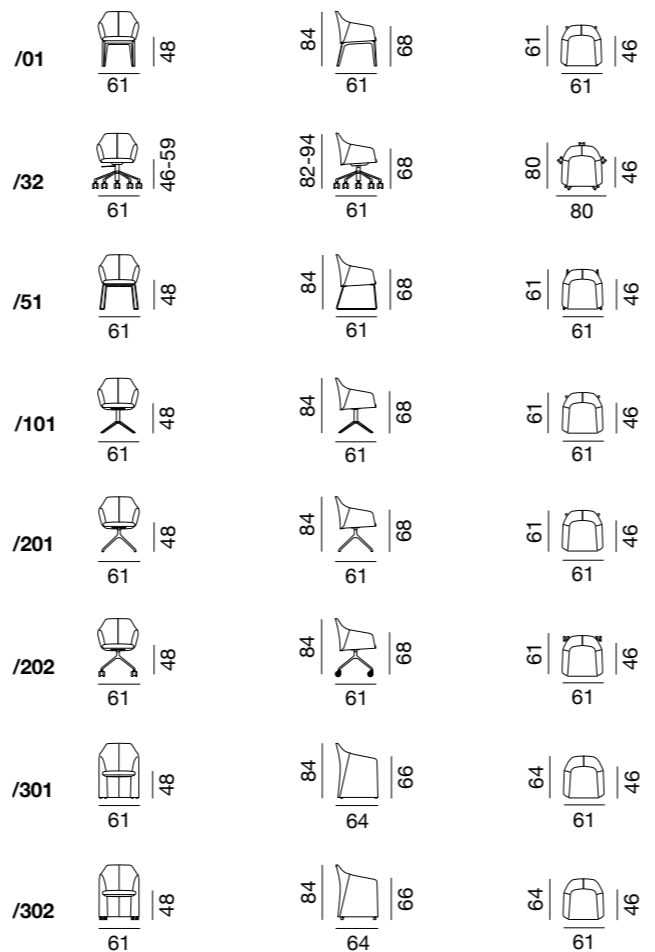 /01 48 61 84 68 61 61 46 61
/32 46-59 61 82-94 68 61 80 46 80
/51 48 61 84 68 61 61 46 61
/101 48 61 84 68 61 61 46 61
/201 48 61 84 68 61 61 46 61
/202 48 61 84 68 61 61 46 61
/301 48 61 84 66 64 64 46 61
/302 48 61 84 66 64 64 46 61